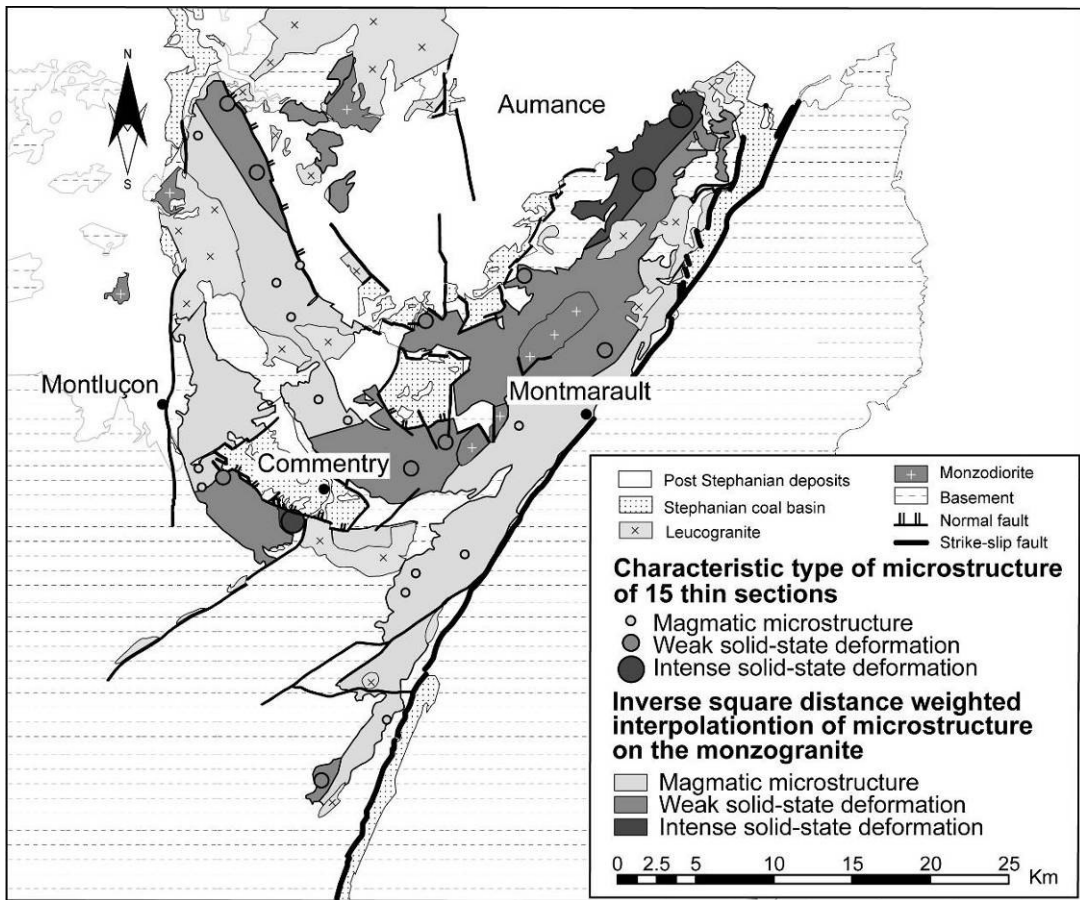 N
S
Aumance
Montluçon
Montmarault
Commentry
Post Stephanian deposits
Stephanian coal basin
Leucogranite
Monzodiorite
Basement
Normal fault
Strike-slip fault
Characteristic type of microstructure
of 15 thin sections
Magmatic microstructure
Weak solid-state deformation
Intense solid-state deformation
Inverse square distance weighted
interpolationtion of microstructure
on the monzogranite
Magmatic microstructure
Weak solid-state deformation
Intense solid-state deformation
0 2.5 5 10 15 20 25
Km